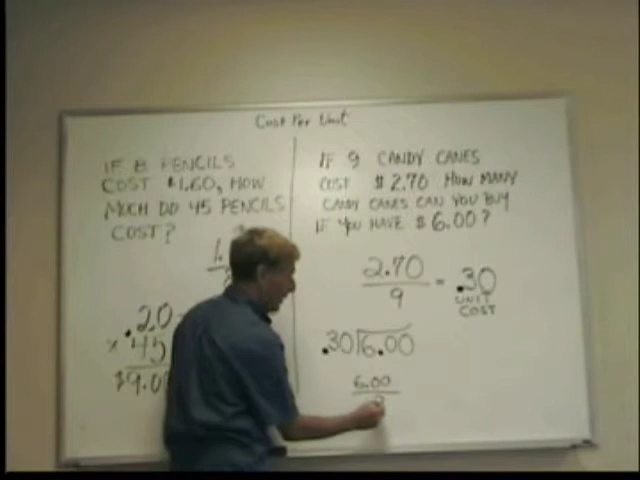 Cost Per Unit
IF 8 PENCILS
COST $1.60, HOW
MUCH DO 45 PENCILS
COST?
1.
.20
× 45
$9.00
IF 9 CANDY CANES
COST $2.70 HOW MANY
CANDY CANES CAN YOU BUY
IF YOU HAVE $6.00?
2.70
9
= .30
UNIT
COST
.30 6.00
6.00